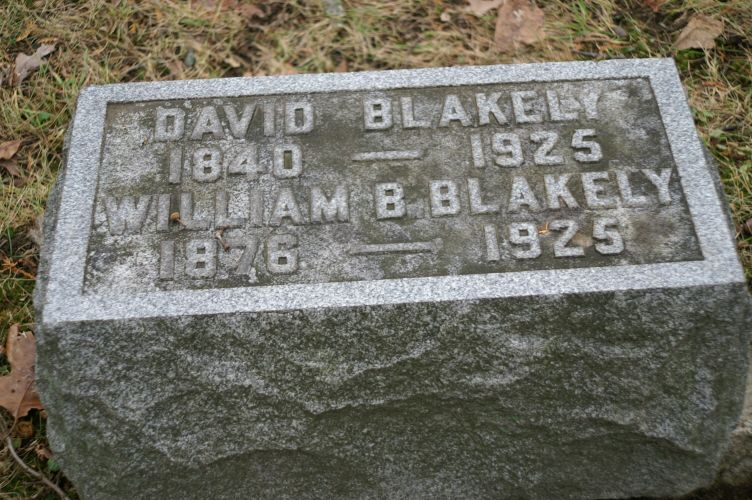 DAVID BLAKELY
1840 — 1925
WILLIAM B. BLAKELY
1876 — 1925